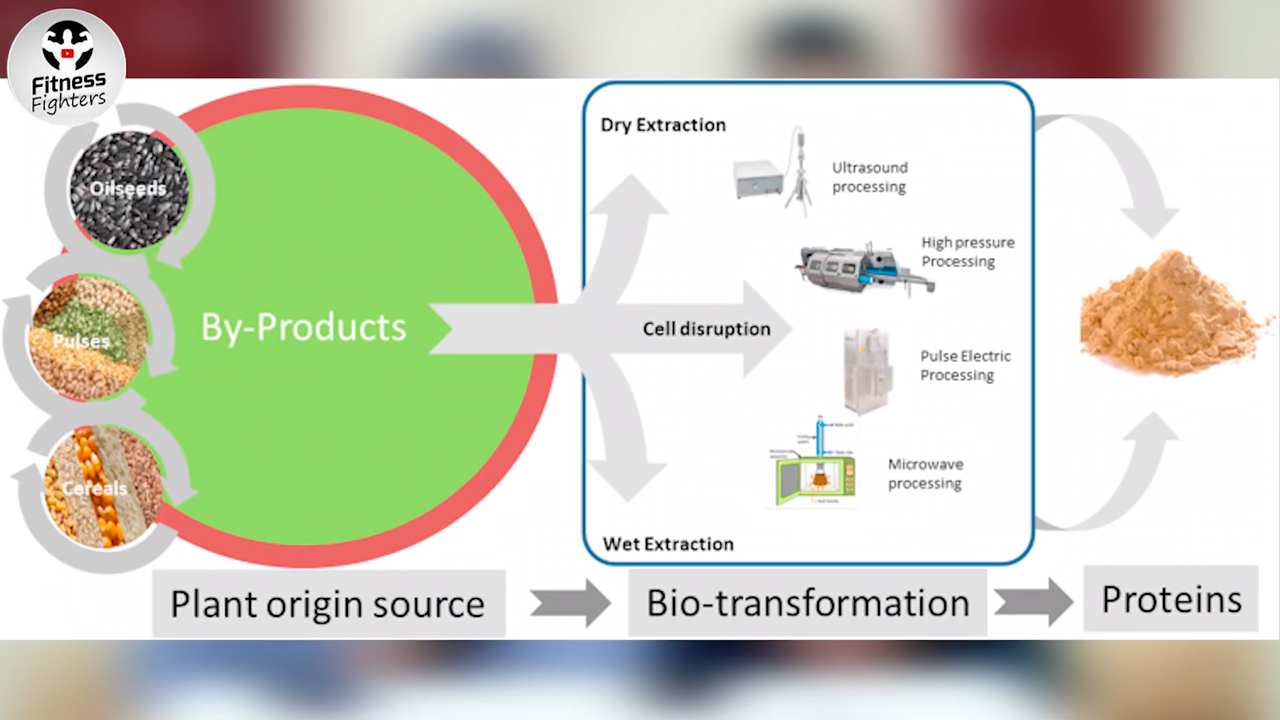 Fitness
Fighters
Oilseeds
Pulses
Cereals
By-Products
Dry Extraction
Ultrasound
processing
High pressure
Processing
Cell disruption
Pulse Electric
Processing
Microwave
processing
Wet Extraction
Plant origin source
Bio-transformation
Proteins